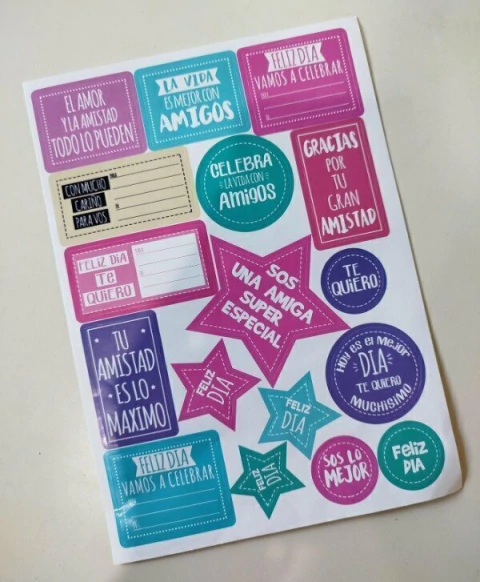 EL AMOR
Y LA AMISTAD
TODO LO PUEDEN
LA VIDA
ES MEJOR CON
AMIGOS
FELIZ DIA
VAMOS A CELEBRAR
CON MUCHO
CARIÑO
PARA VOS
CELEBRA
LA VIDA CON
AMIGOS
GRACIAS
POR
TU
GRAN
AMISTAD
FELIZ DIA
TE
QUIERO
SOS
UNA AMIGA
SUPER
ESPECIAL
TE
QUIERO
TU
AMISTAD
ES LO
MAXIMO
FELIZ
DIA
FELIZ
DIA
HOY ES EL MEJOR
DIA
TE QUIERO
MUCHISIMO
FELIZ DIA
VAMOS A CELEBRAR
FELIZ
DIA
SOS LO
MEJOR
FELIZ
DIA